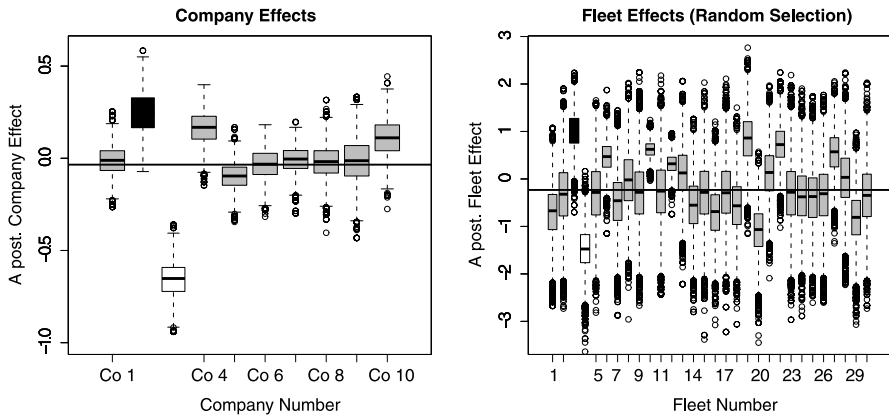 Company Effects
A post. Company Effect
0.5
0.0
−0.5
−1.0
Co 1 Co 4 Co 6 Co 8 Co 10
Company Number
Fleet Effects (Random Selection)
A post. Fleet Effect
3
2
1
0
-1
-2
-3
1 5 7 9 11 14 17 20 23 26 29
Fleet Number